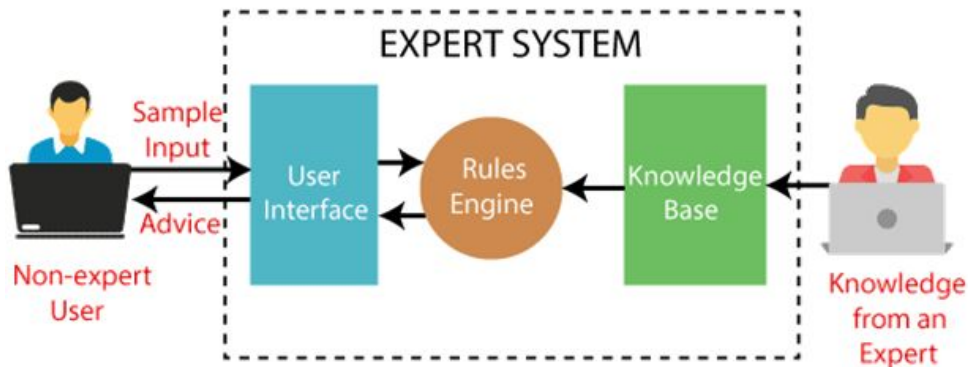 EXPERT SYSTEM
Sample
Input
Advice
Non-expert
User
User
Interface
Rules
Engine
Knowledge
Base
Knowledge
from an
Expert